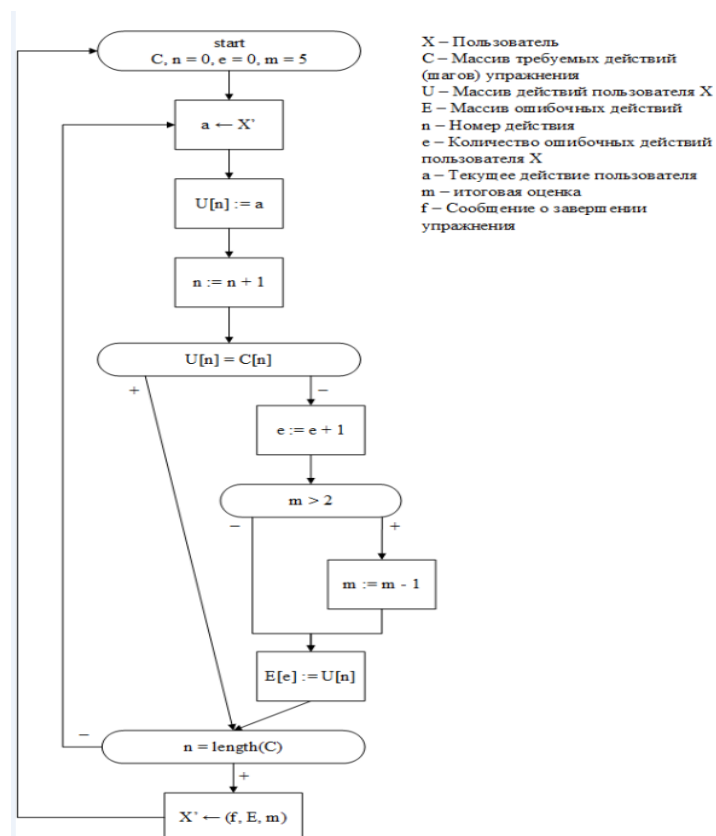 start
C, n = 0, e = 0, m = 5
X – Пользователь
C – Массив требуемых действий
(шагов) упражнения
U – Массив действий пользователя X
E – Массив ошибочных действий
n – Номер действия
e – Количество ошибочных действий
пользователя X
a – Текущее действие пользователя
m – итоговая оценка
f – Сообщение о завершении
упражнения
a ← X'
U[n] := a
n := n + 1
U[n] = C[n]
+
–
e := e + 1
m > 2
–
+
m := m - 1
E[e] := U[n]
–
n = length(C)
+
X' ← (f, E, m)